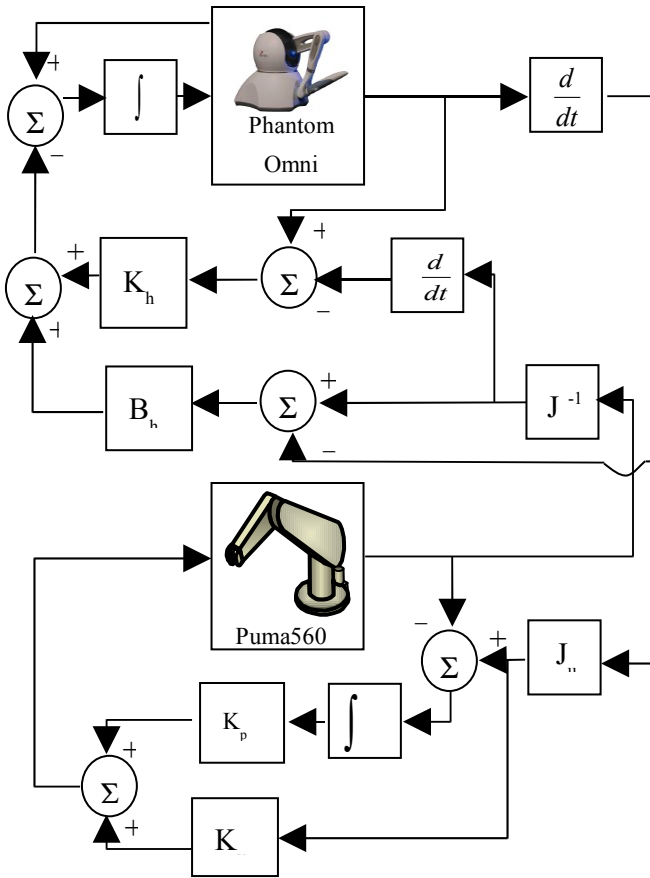 +
∫
Phantom
Omni
d
dt
Σ
−
+
K h
+
Σ
−
d
dt
Σ
+
B
Σ
+
−
J -1
Puma560
−
Σ
+
J
K p
∫
+
Σ
+
K